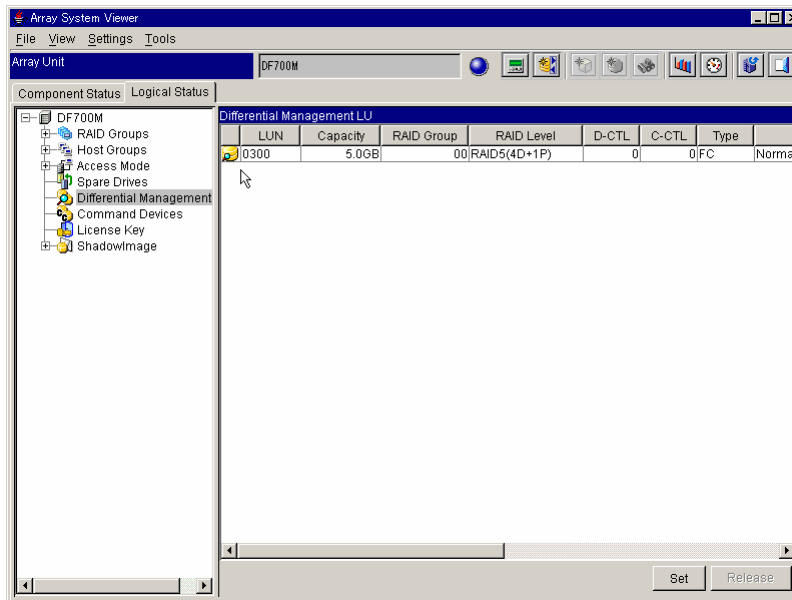 Array System Viewer
File View Settings Tools
Array Unit
DF700M
Component Status Logical Status
DF700M
RAID Groups
Host Groups
Access Mode
Spare Drives
Differential Management
Command Devices
License Key
ShadowImage
Differential Management LU
LUN Capacity RAID Group RAID Level D-CTL C-CTL Type
0300 5.0GB 00 RAID5(4D+1P) 0 0 FC Norma
Set Release